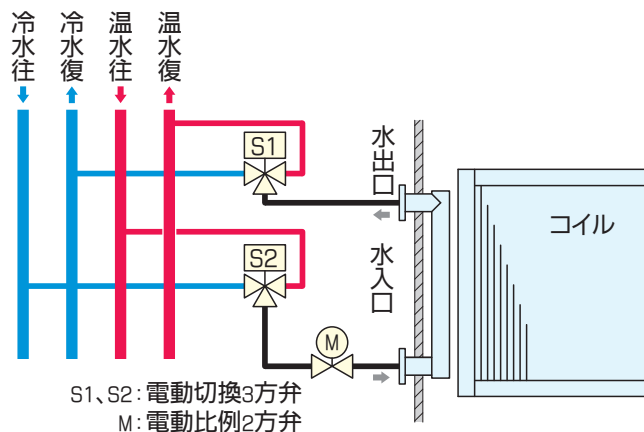 冷水往
冷水復
温水往
温水復
S1
水出口
コイル
S2
水入口
M
S1、S2：電動切換3方弁
M：電動比例2方弁